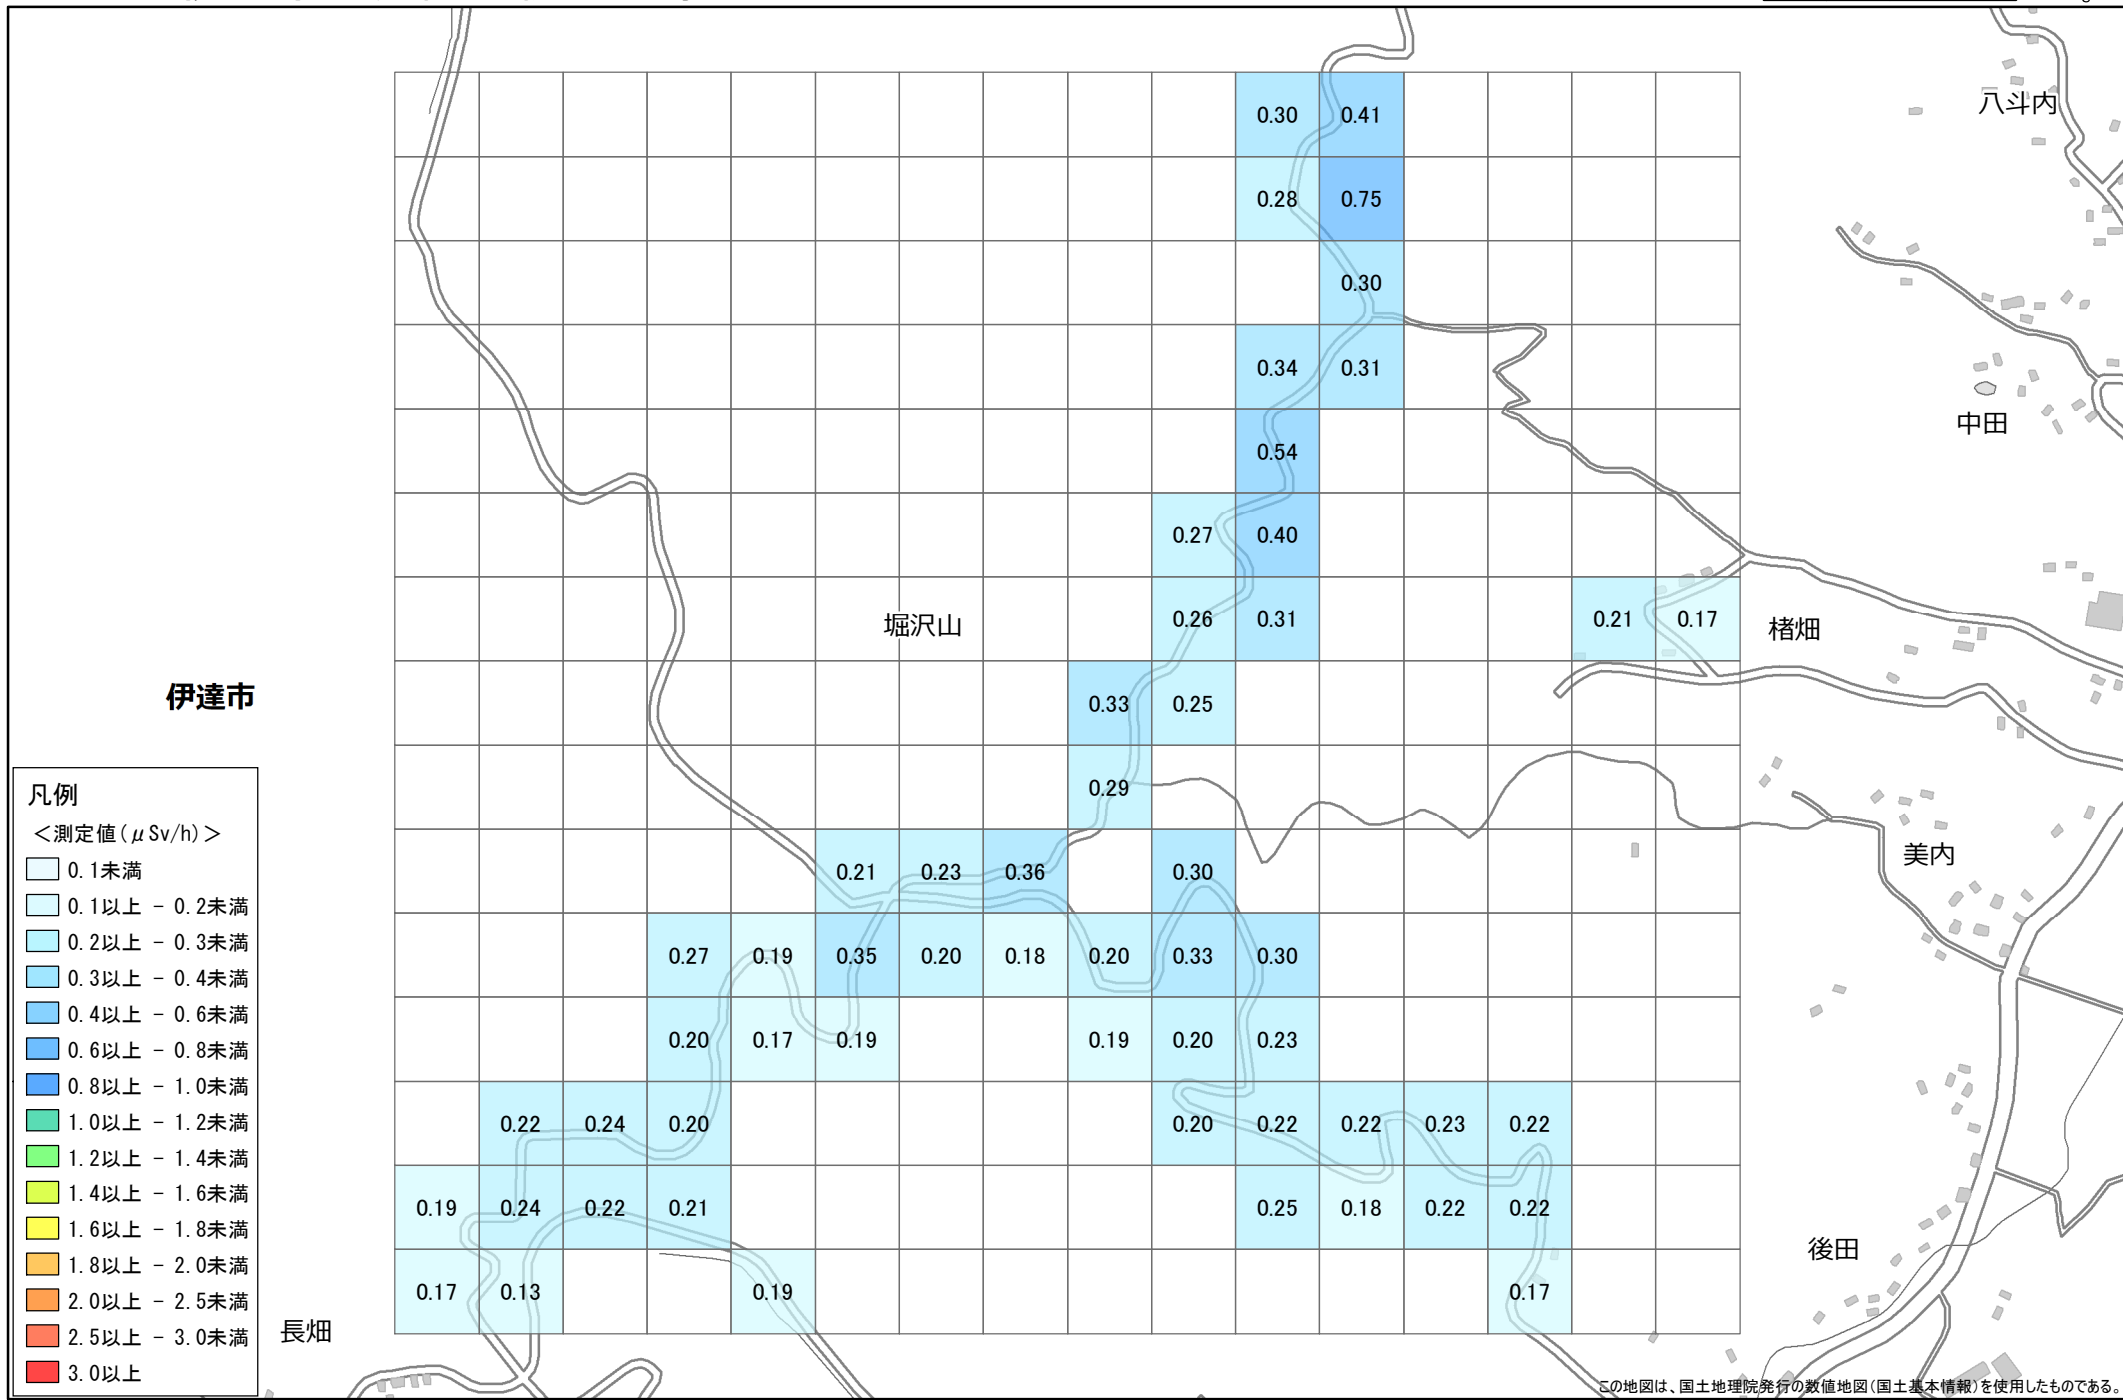 八斗内
0.30 0.41
0.28 0.75
0.30
0.34 0.31
中田
0.54
0.27 0.40
堀沢山
0.26 0.31 0.21 0.17
楮畑
伊達市
0.33 0.25
0.29
美内
0.21 0.23 0.36 0.30
0.27 0.19 0.35 0.20 0.18 0.20 0.33 0.30
0.20 0.17 0.19 0.19 0.20 0.23
0.22 0.24 0.20 0.20 0.22 0.22 0.23 0.22
0.19 0.24 0.22 0.21 0.25 0.18 0.22 0.22
後田
0.17 0.13 0.19 0.17
長畑
凡例
＜測定値(μSv/h)＞
0.1未満
0.1以上 － 0.2未満
0.2以上 － 0.3未満
0.3以上 － 0.4未満
0.4以上 － 0.6未満
0.6以上 － 0.8未満
0.8以上 － 1.0未満
1.0以上 － 1.2未満
1.2以上 － 1.4未満
1.4以上 － 1.6未満
1.6以上 － 1.8未満
1.8以上 － 2.0未満
2.0以上 － 2.5未満
2.5以上 － 3.0未満
3.0以上
この地図は、国土地理院発行の数値地図(国土基本情報)を使用したものである。